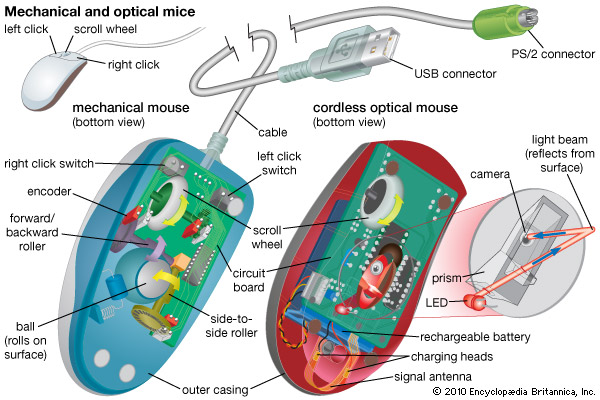 Mechanical and optical mice
left click
scroll wheel
right click
PS/2 connector
USB connector
mechanical mouse
(bottom view)
cable
cordless optical mouse
(bottom view)
right click switch
left click
switch
encoder
forward/
backward
roller
scroll
wheel
circuit
board
ball
(rolls on
surface)
side-to-
side roller
outer casing
light beam
(reflects from
surface)
camera
prism
LED
rechargeable battery
charging heads
signal antenna
© 2010 Encyclopædia Britannica, Inc.